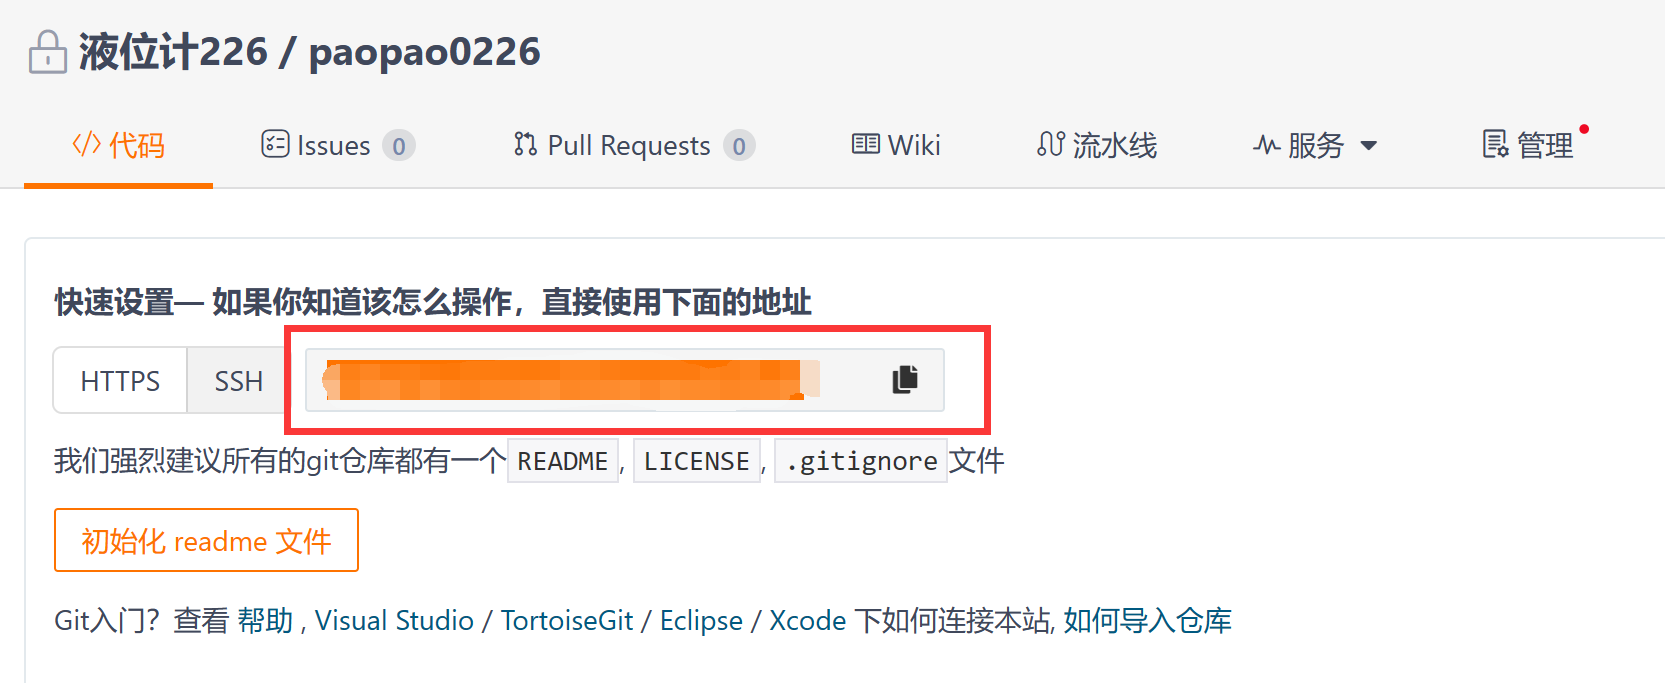 液位计226 / paopao0226
代码 Issues 0 Pull Requests 0 Wiki 流水线 服务 管理
快速设置— 如果你知道该怎么操作，直接使用下面的地址
HTTPS SSH
我们强烈建议所有的git仓库都有一个 README , LICENSE , .gitignore 文件
初始化 readme 文件
Git入门？查看 帮助 , Visual Studio / TortoiseGit / Eclipse / Xcode 下如何连接本站, 如何导入仓库